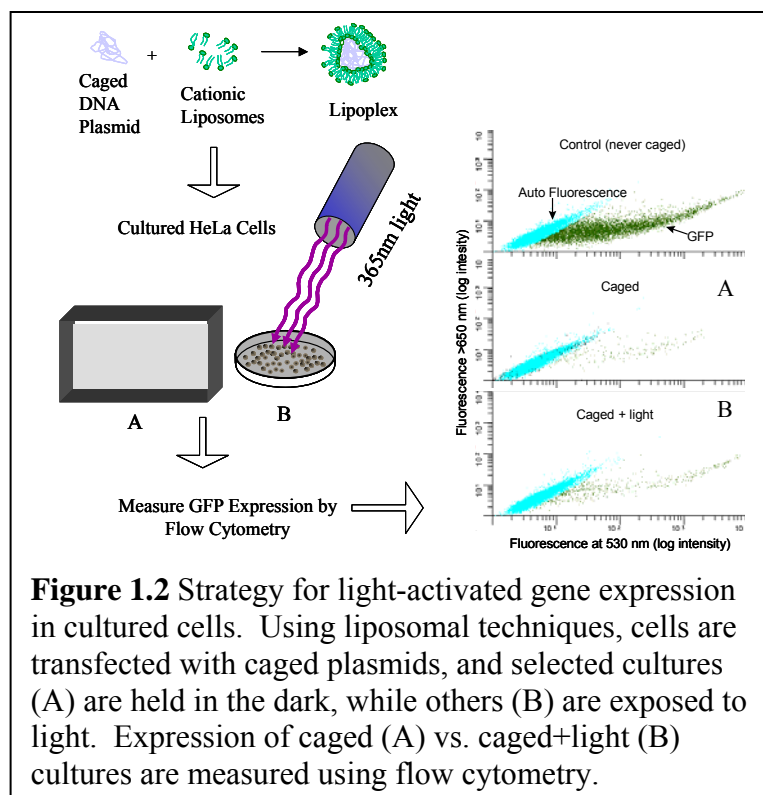 Caged
DNA
Plasmid
+
Cationic
Liposomes
Lipoplex
Cultured HeLa Cells
365nm light
A
B
Measure GFP Expression by
Flow Cytometry
Control (never caged)
Auto Fluorescence
GFP
A
Caged
B
Caged + light
Fluorescence >650 nm (log intesity)
Fluorescence at 530 nm (log intensity)
Figure 1.2 Strategy for light-activated gene expression
in cultured cells. Using liposomal techniques, cells are
transfected with caged plasmids, and selected cultures
(A) are held in the dark, while others (B) are exposed to
light. Expression of caged (A) vs. caged+light (B)
cultures are measured using flow cytometry.